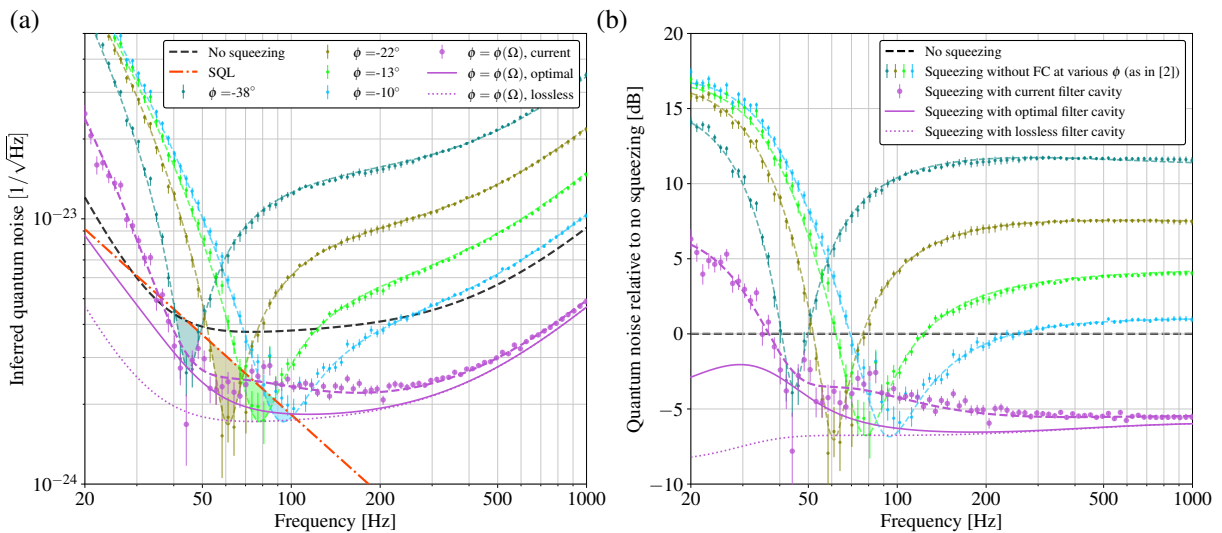 (a)
Inferred quantum noise [1/√Hz]
10⁻²³
10⁻²⁴
No squeezing
SQL
ϕ =-38°
ϕ =-22°
ϕ =-13°
ϕ =-10°
ϕ = ϕ(Ω), current
ϕ = ϕ(Ω), optimal
ϕ = ϕ(Ω), lossless
20 50 100 200 500 1000
Frequency [Hz]
(b)
Quantum noise relative to no squeezing [dB]
20
15
10
5
0
−5
−10
No squeezing
Squeezing without FC at various ϕ (as in [2])
Squeezing with current filter cavity
Squeezing with optimal filter cavity
Squeezing with lossless filter cavity
20 50 100 200 500 1000
Frequency [Hz]